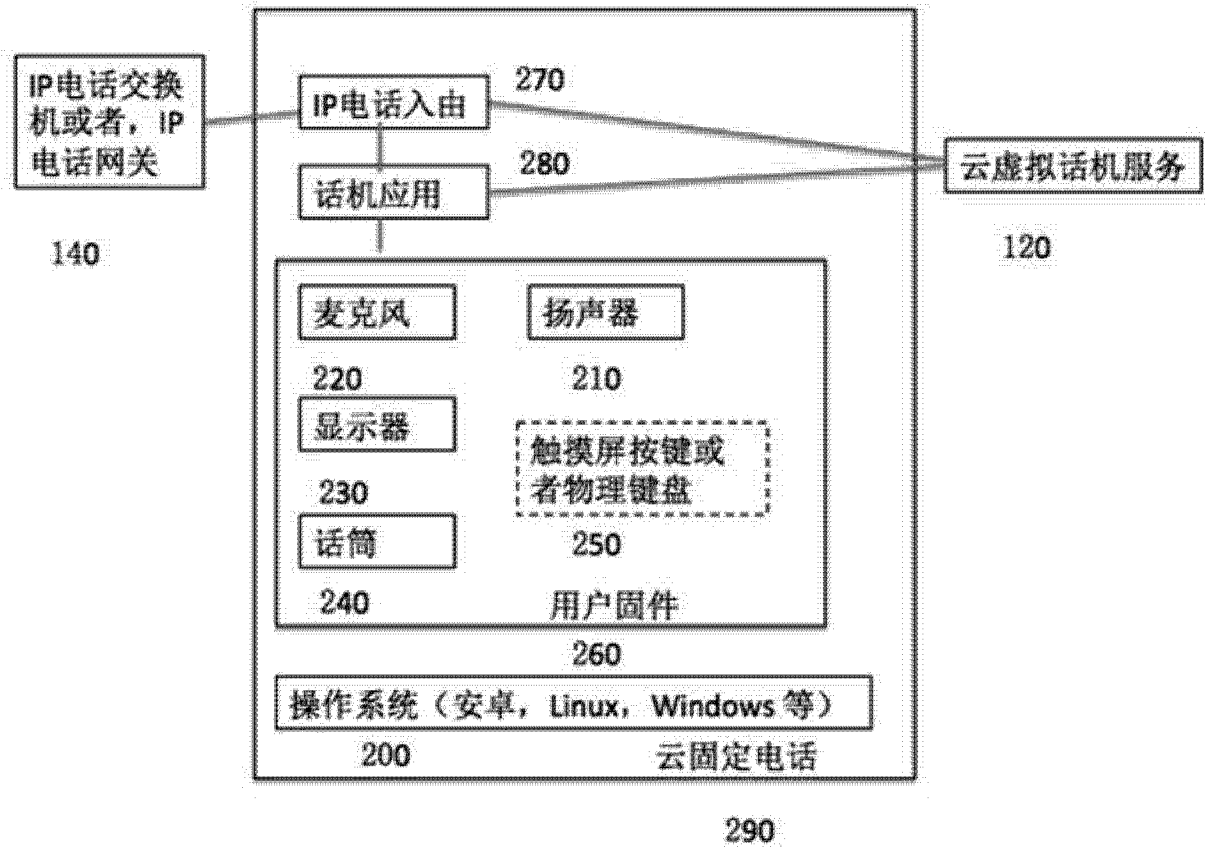 IP电话交换
机或者，IP
电话网关
140
IP电话入由
270
话机应用
280
云虚拟话机服务
120
麦克风
220
扬声器
210
显示器
230
触摸屏按键或
者物理键盘
250
话筒
240
用户固件
260
操作系统（安卓，Linux，Windows 等）
200
云固定电话
290